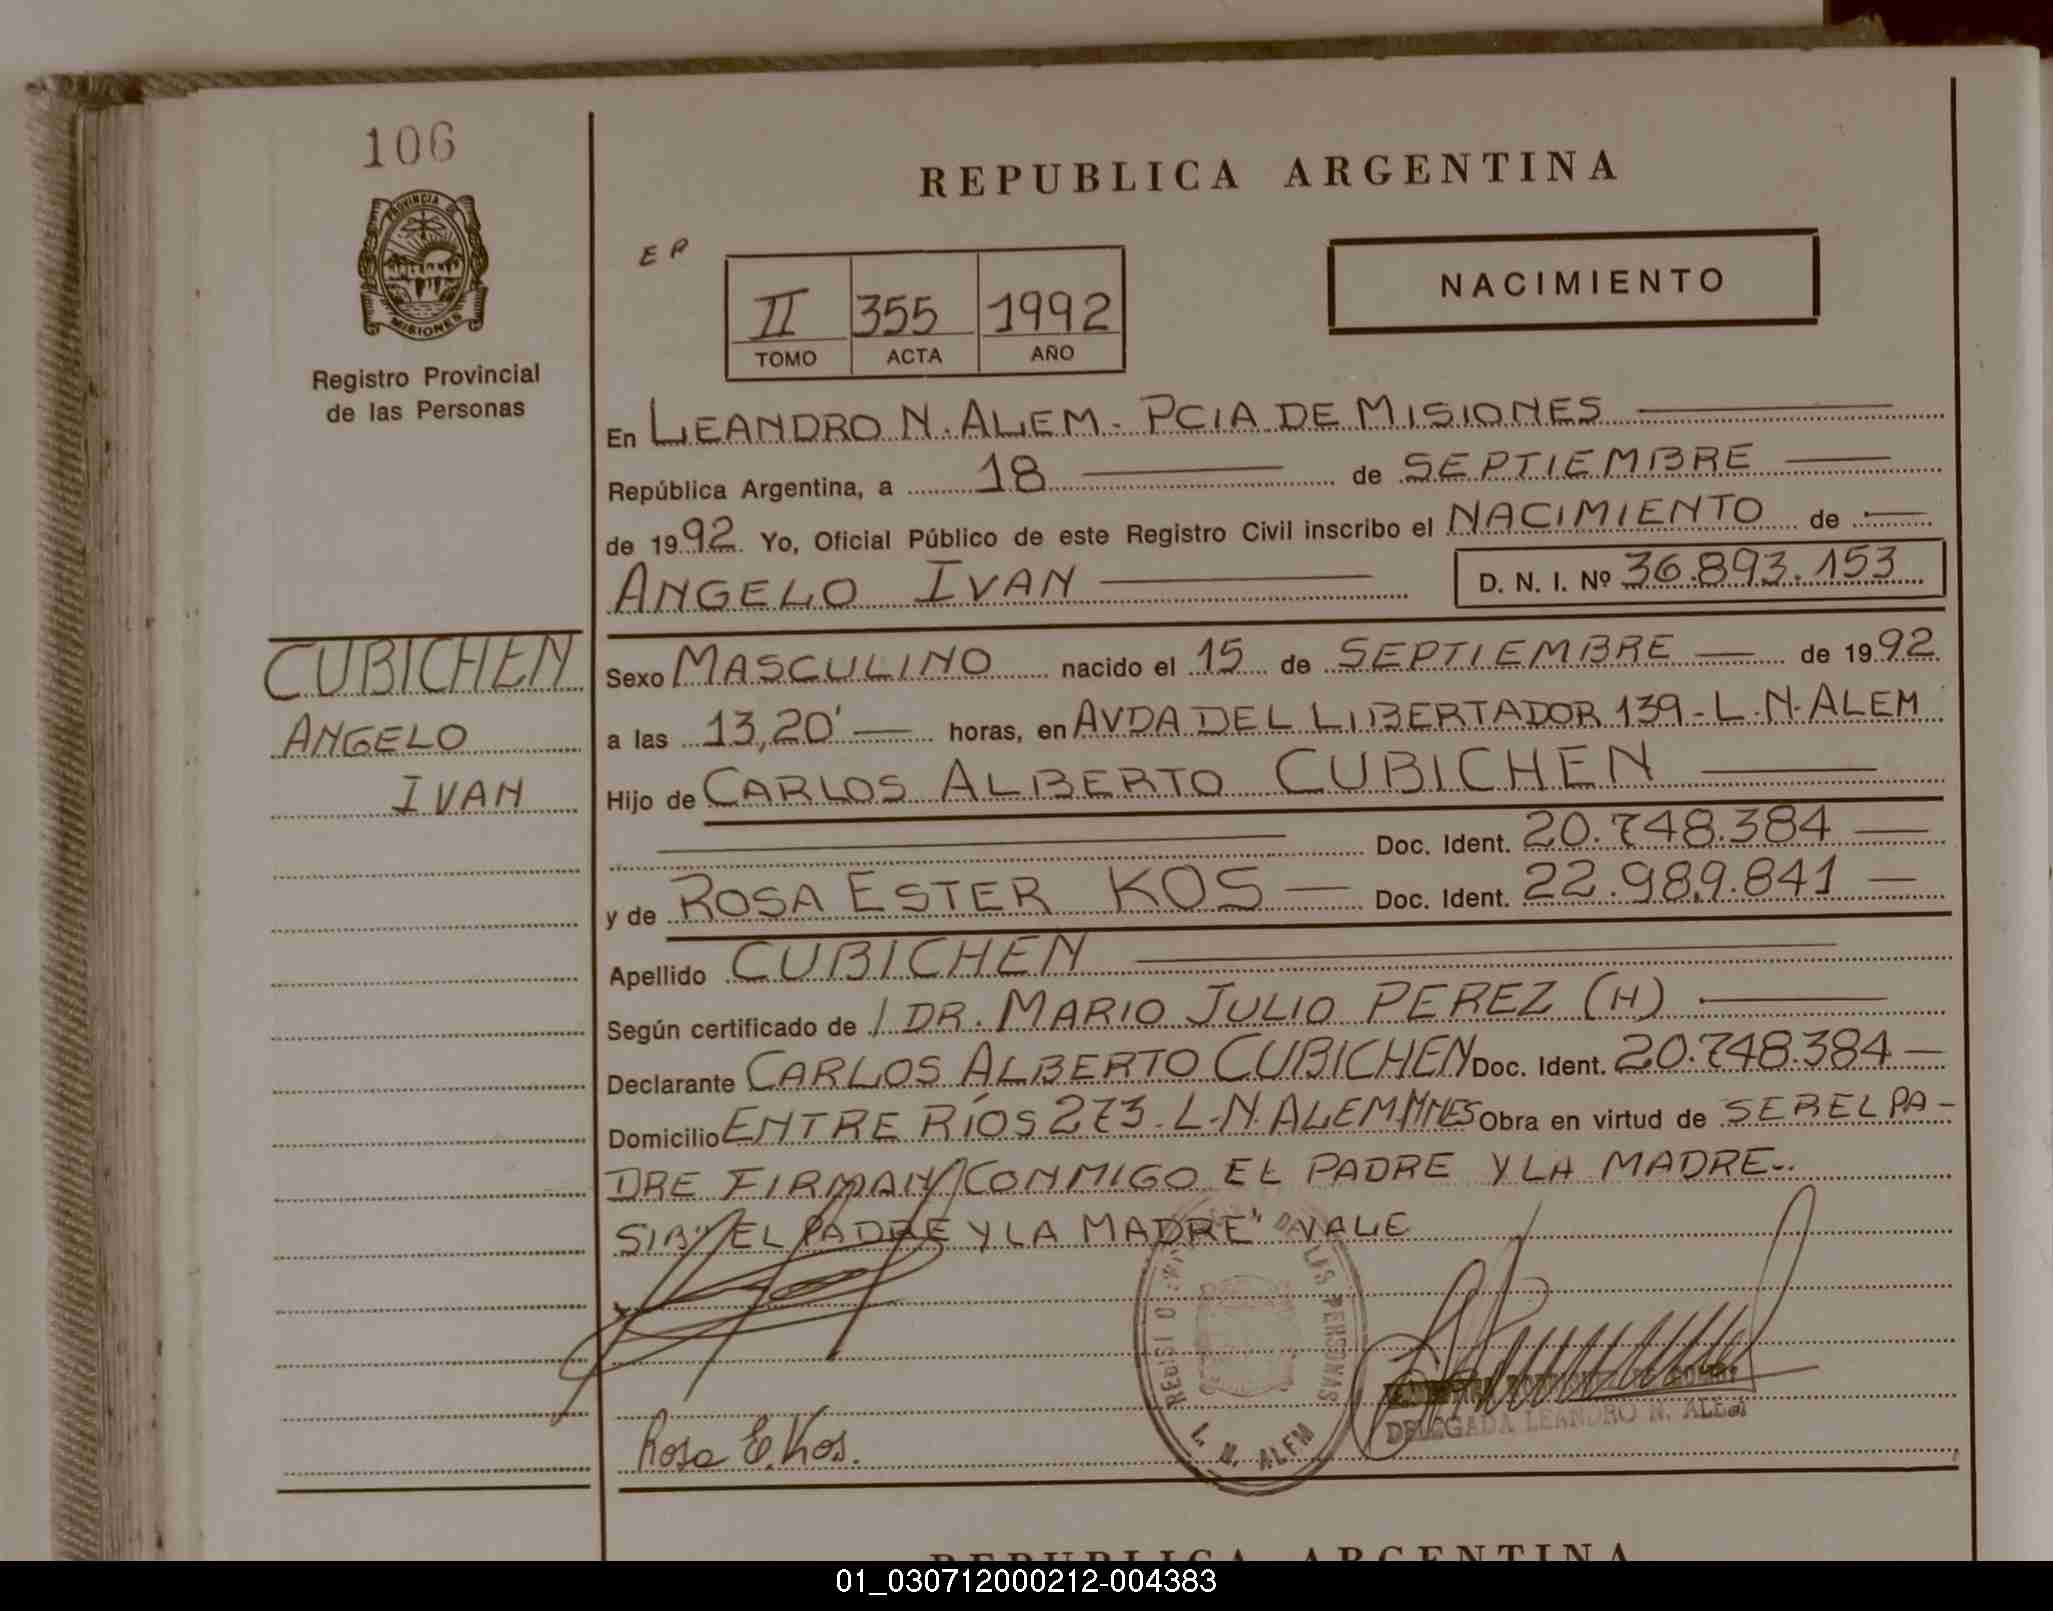 106
PROVINCIA DE
MISIONES
Registro Provincial
de las Personas
REPUBLICA ARGENTINA
E R
II 355 1992
TOMO ACTA AÑO
NACIMIENTO
En LEANDRO N. ALEM - PCIA DE MISIONES
República Argentina, a 18 de SEPTIEMBRE
de 1992 Yo, Oficial Público de este Registro Civil inscribo el NACIMIENTO de
ANGELO IVAN D. N. I. Nº 36.893.153
CUBICHEN
ANGELO
IVAN
Sexo MASCULINO nacido el 15 de SEPTIEMBRE de 1992
a las 13,20' horas, en AVDA DEL LIBERTADOR 139 - L.N. ALEM
Hijo de CARLOS ALBERTO CUBICHEN
Doc. Ident. 20.748.384
y de ROSA ESTER KOS Doc. Ident. 22.989.841
Apellido CUBICHEN
Según certificado de / DR. MARIO JULIO PEREZ (H)
Declarante CARLOS ALBERTO CUBICHEN Doc. Ident. 20.748.384
Domicilio ENTRE RÍOS 273 - L.N. ALEM MNES Obra en virtud de SER EL PA-
DRE FIRMAN CONMIGO EL PADRE Y LA MADRE-.
S/B "EL PADRE Y LA MADRE" VALE
Rosa E. Kos.
DE LAS PERSONAS
L. N. ALEM
DELEGADA LEANDRO N. ALEM
REPUBLICA ARGENTINA
01_030712000212-004383